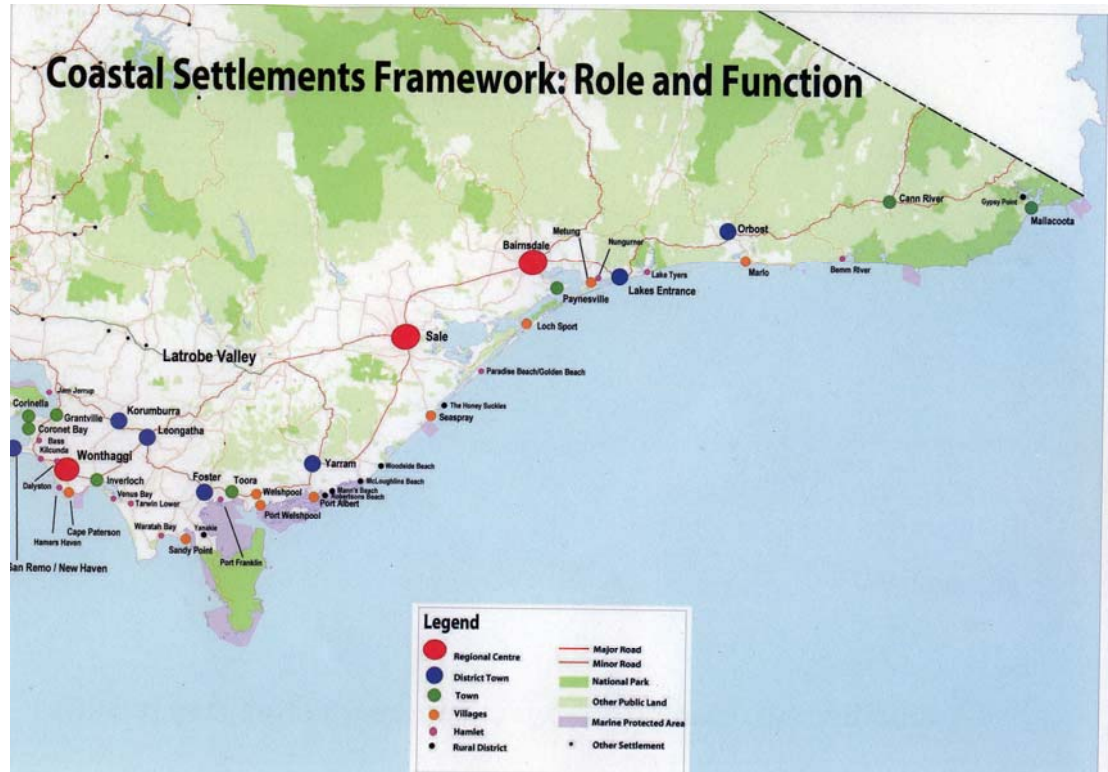 Coastal Settlements Framework: Role and Function
Cann River
Gypsy Point
Mallacoota
Orbost
Metung
Nungurner
Bairnsdale
Lake Tyers
Marlo
Bemm River
Paynesville
Lakes Entrance
Loch Sport
Sale
Latrobe Valley
Paradise Beach/Golden Beach
Jam Jerrup
The Honey Suckles
Corinella
Grantville
Korumburra
Seaspray
Coronet Bay
Leongatha
Bass
Kilcunda
Wonthaggi
Yarram
Woodside Beach
Dalyston
Inverloch
Foster
Toora
Welshpool
McLoughlins Beach
Mann's Beach
Robertsons Beach
Port Albert
Venus Bay
Tarwin Lower
Port Welshpool
Hamers Haven
Cape Paterson
Waratah Bay
Yanakie
Sandy Point
Port Franklin
San Remo / New Haven
Legend
Regional Centre
District Town
Town
Villages
Hamlet
Rural District
Major Road
Minor Road
National Park
Other Public Land
Marine Protected Area
Other Settlement